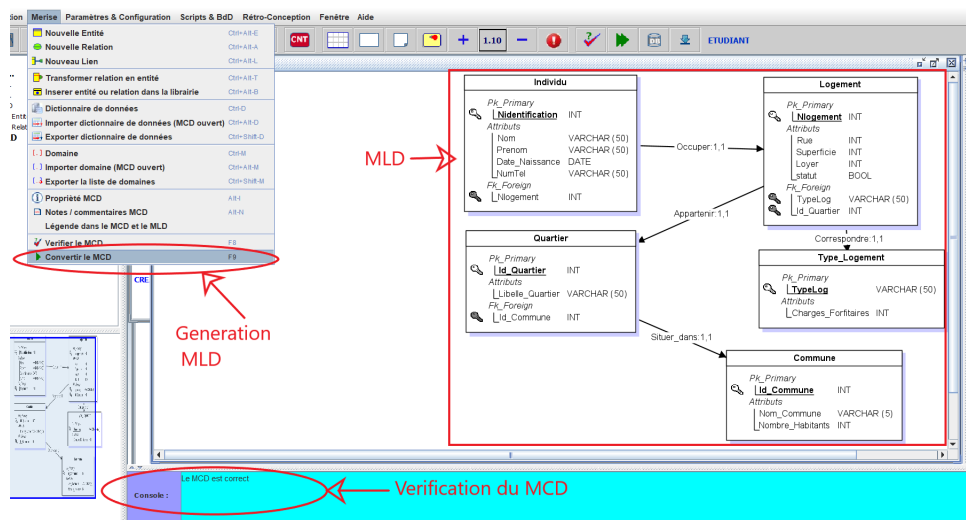 tion Merise Paramètres & Configuration Scripts & BdD Rétro-Conception Fenêtre Aide
Nouvelle Entité Ctrl+Alt-E
Nouvelle Relation Ctrl+Alt-A
Nouveau Lien Ctrl+Alt-L
Transformer relation en entité Ctrl+Alt-T
Inserer entité ou relation dans la librairie Ctrl+Alt-B
Dictionnaire de données Ctrl-D
Importer dictionnaire de données (MCD ouvert) Ctrl+Alt-D
Exporter dictionnaire de données Ctrl+Shift-D
Domaine Ctrl-M
Importer domaine (MCD ouvert) Ctrl+Alt-M
Exporter la liste de domaines Ctrl+Shift-M
Propriété MCD Alt-I
Notes / commentaires MCD Alt-N
Légende dans le MCD et le MLD
Verifier le MCD F8
Convertir le MCD F9
CNT
1.10
ETUDIANT
Entit
Relat
CRE
Generation
MLD
MLD
Individu
Pk_Primary
Nidentification INT
Attributs
Nom VARCHAR (50)
Prenom VARCHAR (50)
Date_Naissance DATE
NumTel VARCHAR (50)
Fk_Foreign
Nlogement INT
Occuper:1,1
Logement
Pk_Primary
Nlogement INT
Attributs
Rue INT
Superficie INT
Loyer INT
statut BOOL
Fk_Foreign
TypeLog VARCHAR (50)
Id_Quartier INT
Appartenir:1,1
Correspondre:1,1
Quartier
Pk_Primary
Id_Quartier INT
Attributs
Libelle_Quartier VARCHAR (50)
Fk_Foreign
Id_Commune INT
Type_Logement
Pk_Primary
TypeLog VARCHAR (50)
Attributs
Charges_Forfitaires INT
Situer_dans:1,1
Commune
Pk_Primary
Id_Commune INT
Attributs
Nom_Commune VARCHAR (5)
Nombre_Habitants INT
Le MCD est correct
Console :
Verification du MCD